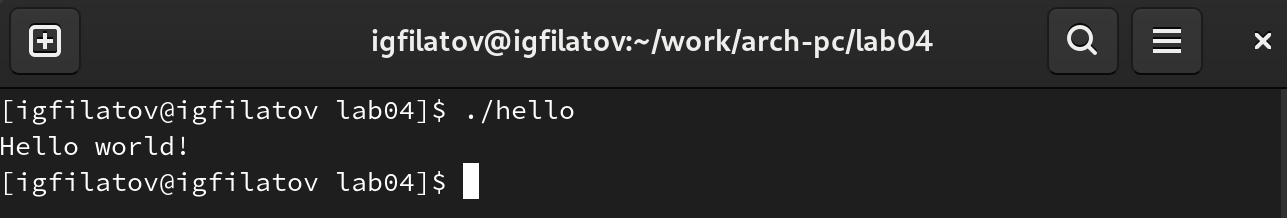 igfilatov@igfilatov:~/work/arch-pc/lab04
[igfilatov@igfilatov lab04]$ ./hello
Hello world!
[igfilatov@igfilatov lab04]$